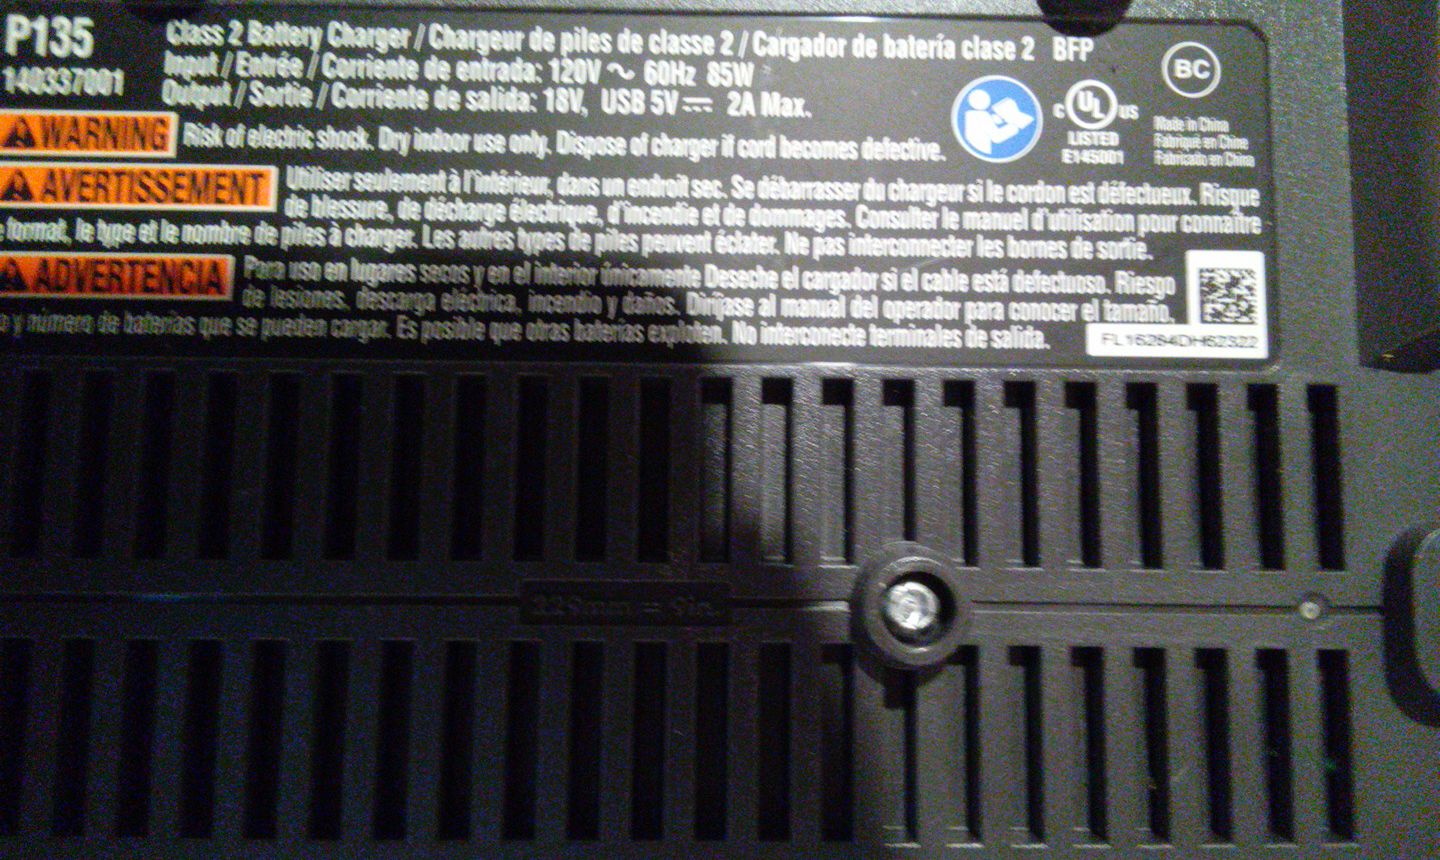 P135
140337001
Class 2 Battery Charger / Chargeur de piles de classe 2 / Cargador de batería clase 2 BFP
Input / Entrée / Corriente de entrada: 120V ~ 60Hz 85W
Output / Sortie / Corriente de salida: 18V, USB 5V ⎓ 2A Max.
BC
C UL US
LISTED
E145001
Made in China
Fabriqué en Chine
Fabricado en China
WARNING Risk of electric shock. Dry indoor use only. Dispose of charger if cord becomes defective.
AVERTISSEMENT Utiliser seulement à l'intérieur, dans un endroit sec. Se débarrasser du chargeur si le cordon est défectueux. Risque
de blessure, de décharge électrique, d'incendie et de dommages. Consulter le manuel d'utilisation pour connaître
format, le type et le nombre de piles à charger. Les autres types de piles peuvent éclater. Ne pas interconnecter les bornes de sortie.
ADVERTENCIA Para uso en lugares secos y en el interior únicamente Deseche el cargador si el cable está defectuoso. Riesgo
de lesiones, descarga eléctrica, incendio y daños. Diríjase al manual del operador para conocer el tamaño,
y número de baterías que se pueden cargar. Es posible que otras baterías exploten. No interconecte terminales de salida.
FL16284DH62322
229mm = 9in.